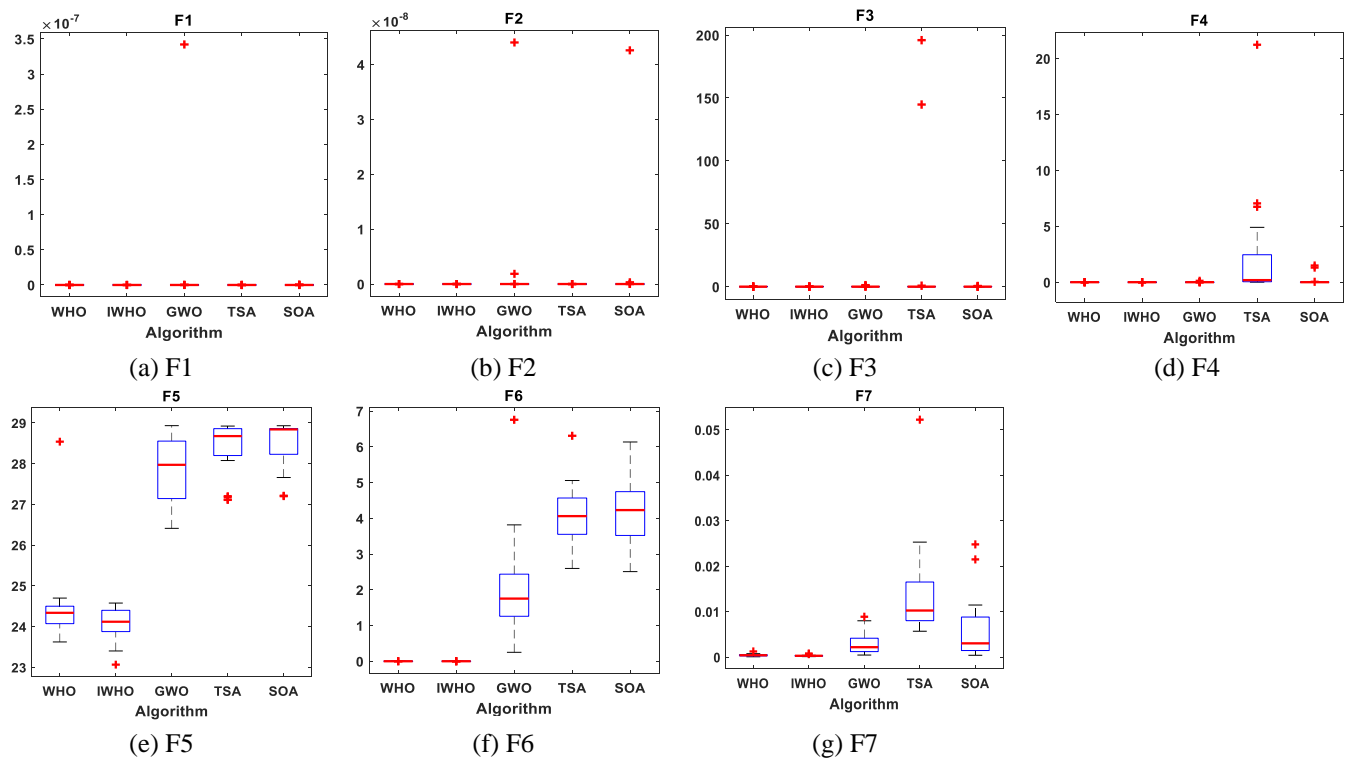 F1
×10^-7
3.5
3
2.5
2
1.5
1
0.5
0
WHO IWHO GWO TSA SOA
Algorithm
(a) F1
F2
×10^-8
4
3
2
1
0
WHO IWHO GWO TSA SOA
Algorithm
(b) F2
F3
200
150
100
50
0
WHO IWHO GWO TSA SOA
Algorithm
(c) F3
F4
20
15
10
5
0
WHO IWHO GWO TSA SOA
Algorithm
(d) F4
F5
29
28
27
26
25
24
23
WHO IWHO GWO TSA SOA
Algorithm
(e) F5
F6
7
6
5
4
3
2
1
0
WHO IWHO GWO TSA SOA
Algorithm
(f) F6
F7
0.05
0.04
0.03
0.02
0.01
0
WHO IWHO GWO TSA SOA
Algorithm
(g) F7